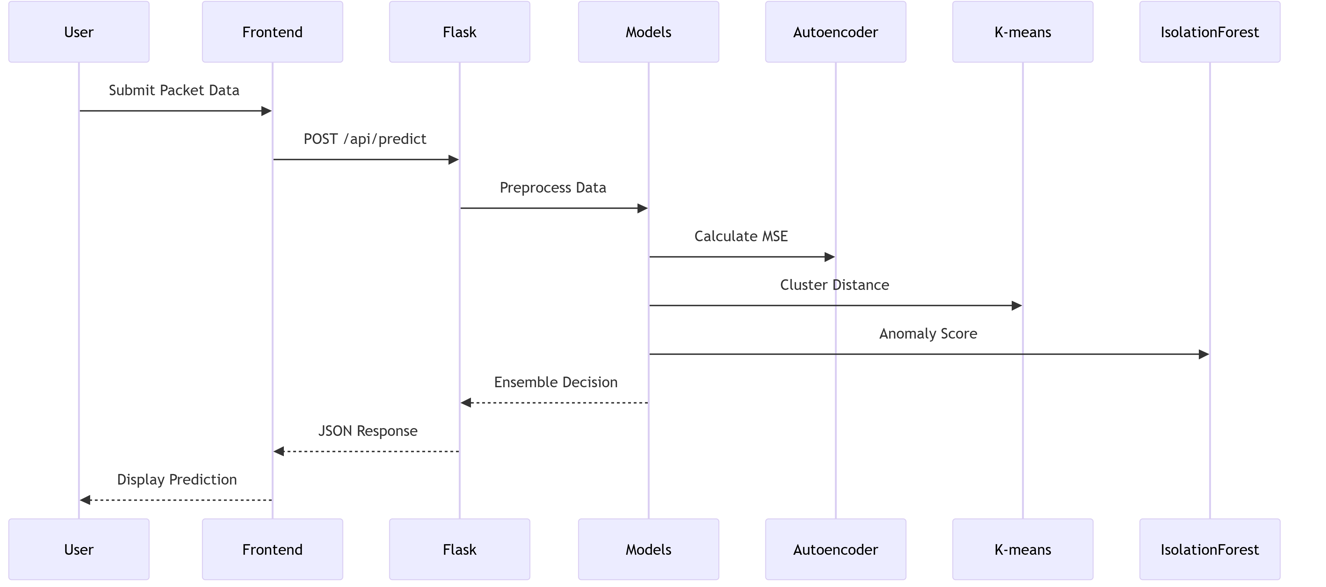 User
Frontend
Flask
Models
Autoencoder
K-means
IsolationForest
Submit Packet Data
POST /api/predict
Preprocess Data
Calculate MSE
Cluster Distance
Anomaly Score
Ensemble Decision
JSON Response
Display Prediction
User
Frontend
Flask
Models
Autoencoder
K-means
IsolationForest